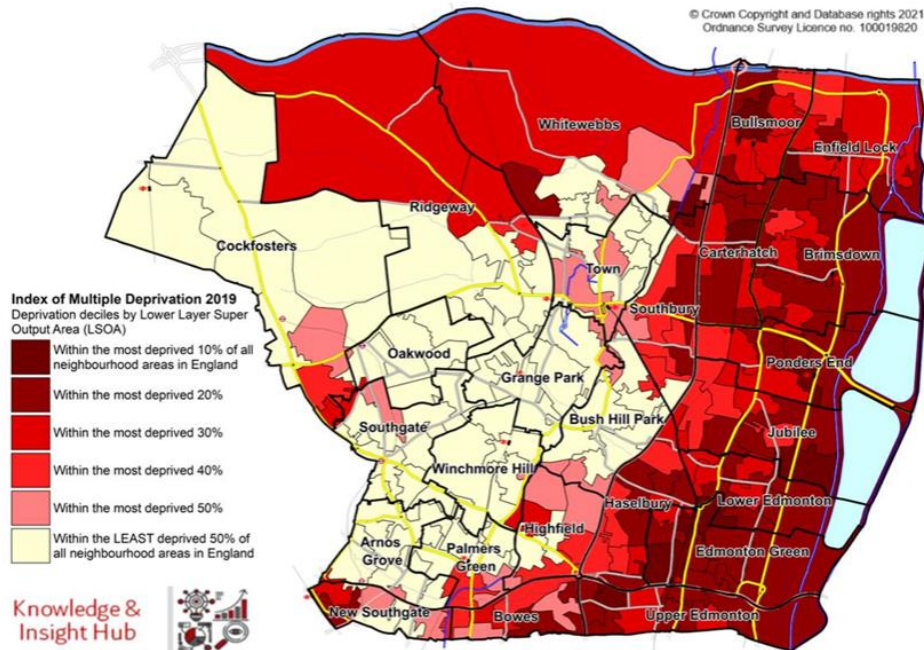 © Crown Copyright and Database rights 2021
Ordnance Survey Licence no. 100019820
Bullsmoor
Whitewebbs
Enfield Lock
Ridgeway
Cockfosters
Carterhatch
Brimsdown
Town
Southbury
Index of Multiple Deprivation 2019
Deprivation deciles by Lower Layer Super
Output Area (LSOA)
Within the most deprived 10% of all
neighbourhood areas in England
Within the most deprived 20%
Within the most deprived 30%
Within the most deprived 40%
Within the most deprived 50%
Within the LEAST deprived 50% of
all neighbourhood areas in England
Oakwood
Ponders End
Grange Park
Bush Hill Park
Southgate
Jubilee
Winchmore Hill
Haselbury
Lower Edmonton
Highfield
Arnos
Grove
Palmers
Green
Edmonton Green
New Southgate
Bowes
Upper Edmonton
Knowledge &
Insight Hub